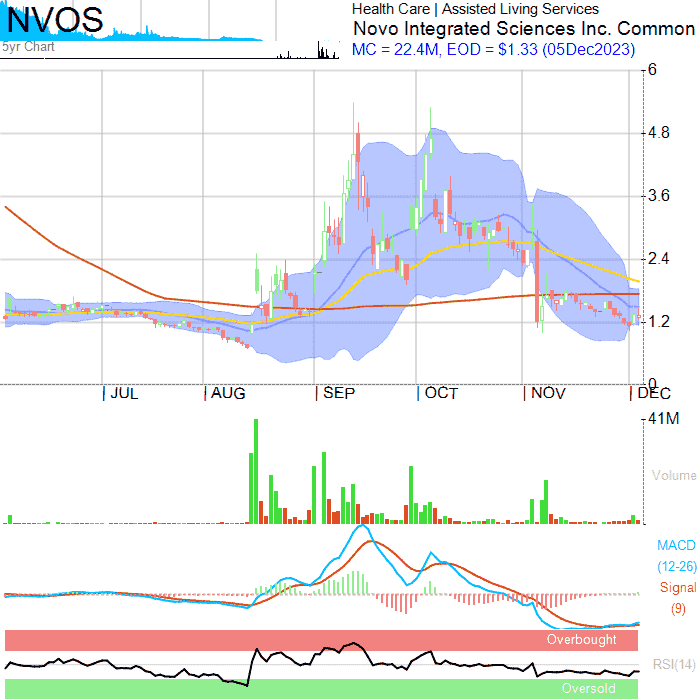 NVOS
5yr Chart
Health Care | Assisted Living Services
Novo Integrated Sciences Inc. Common
MC = 22.4M, EOD = $1.33 (05Dec2023)
6
4.8
3.6
2.4
1.2
0
JUL AUG SEP OCT NOV DEC
41M
Volume
MACD
(12-26)
Signal
(9)
Overbought
RSI(14)
Oversold